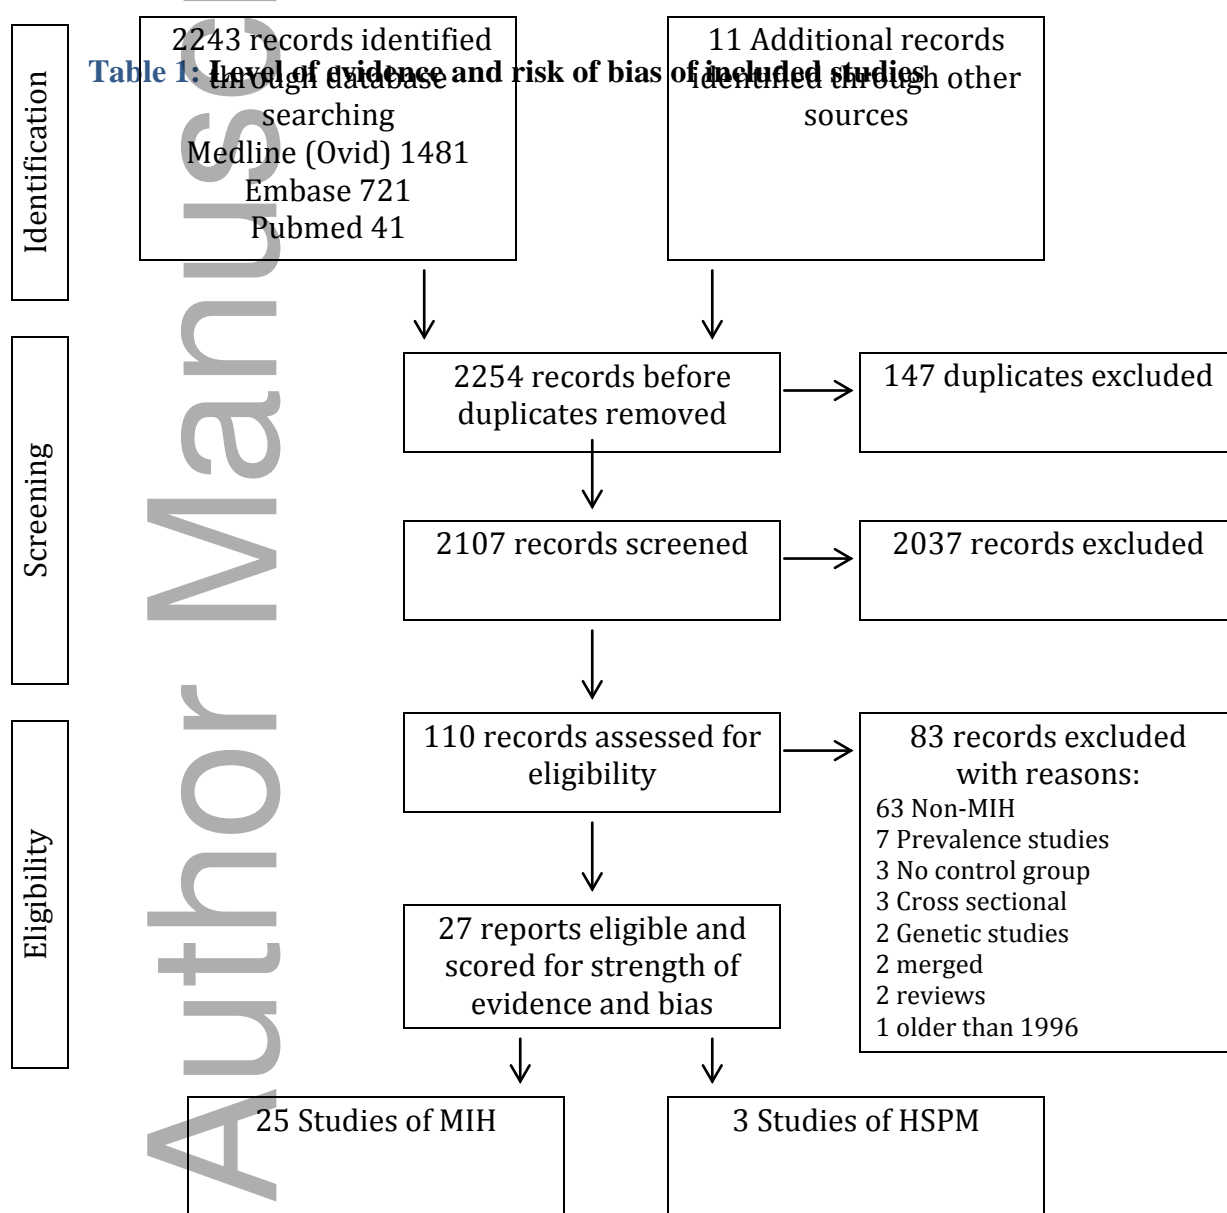 2243 records identified
through database
searching
Medline (Ovid) 1481
Embase 721
Pubmed 41
11 Additional records
identified through other
sources
Table 1: Level of evidence and risk of bias of included studies
Identification
2254 records before
duplicates removed
147 duplicates excluded
Screening
2107 records screened
2037 records excluded
110 records assessed for
eligibility
83 records excluded
with reasons:
63 Non-MIH
7 Prevalence studies
3 No control group
3 Cross sectional
2 Genetic studies
2 merged
2 reviews
1 older than 1996
Eligibility
27 reports eligible and
scored for strength of
evidence and bias
25 Studies of MIH
3 Studies of HSPM
Author Manusc